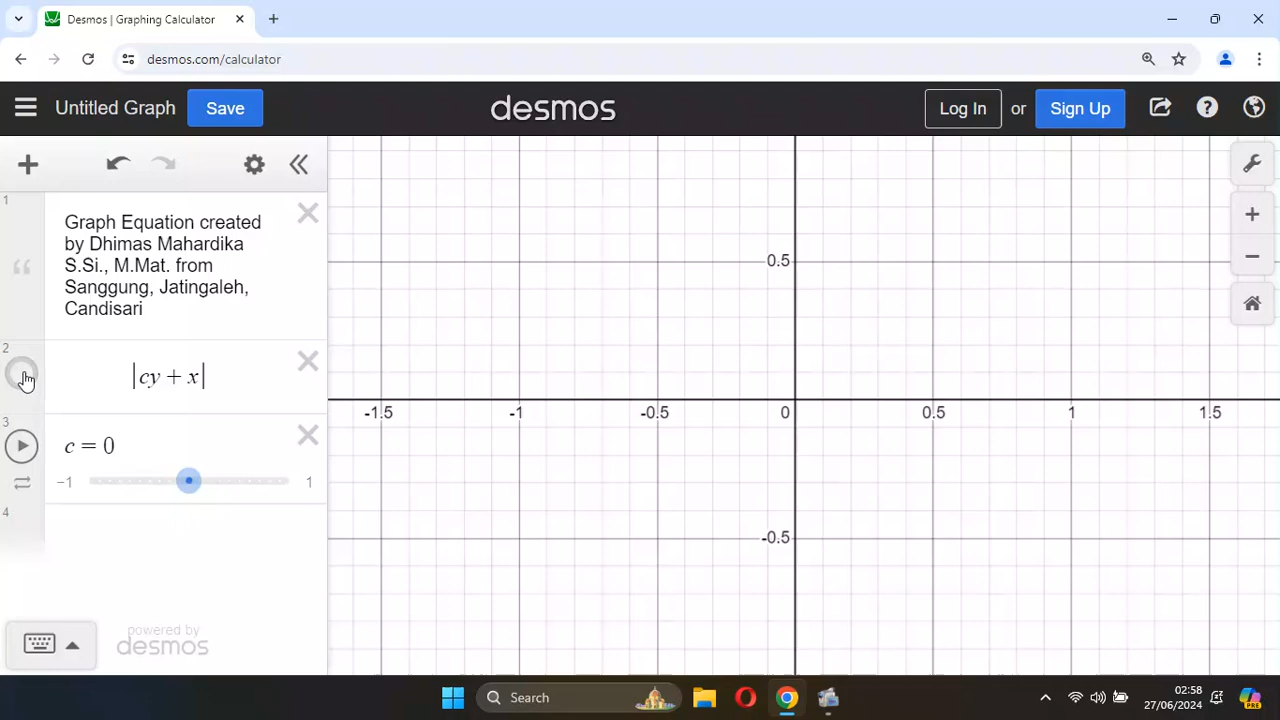 Desmos | Graphing Calculator
desmos.com/calculator
Untitled Graph
Save
desmos
Log In
or
Sign Up
1
Graph Equation created
by Dhimas Mahardika
S.Si., M.Mat. from
Sanggung, Jatingaleh,
Candisari
2
|cy + x|
3
c = 0
−1
1
4
powered by
desmos
0.5
-1.5
-1
-0.5
0
0.5
1
1.5
-0.5
Search
02:58
27/06/2024
PRE